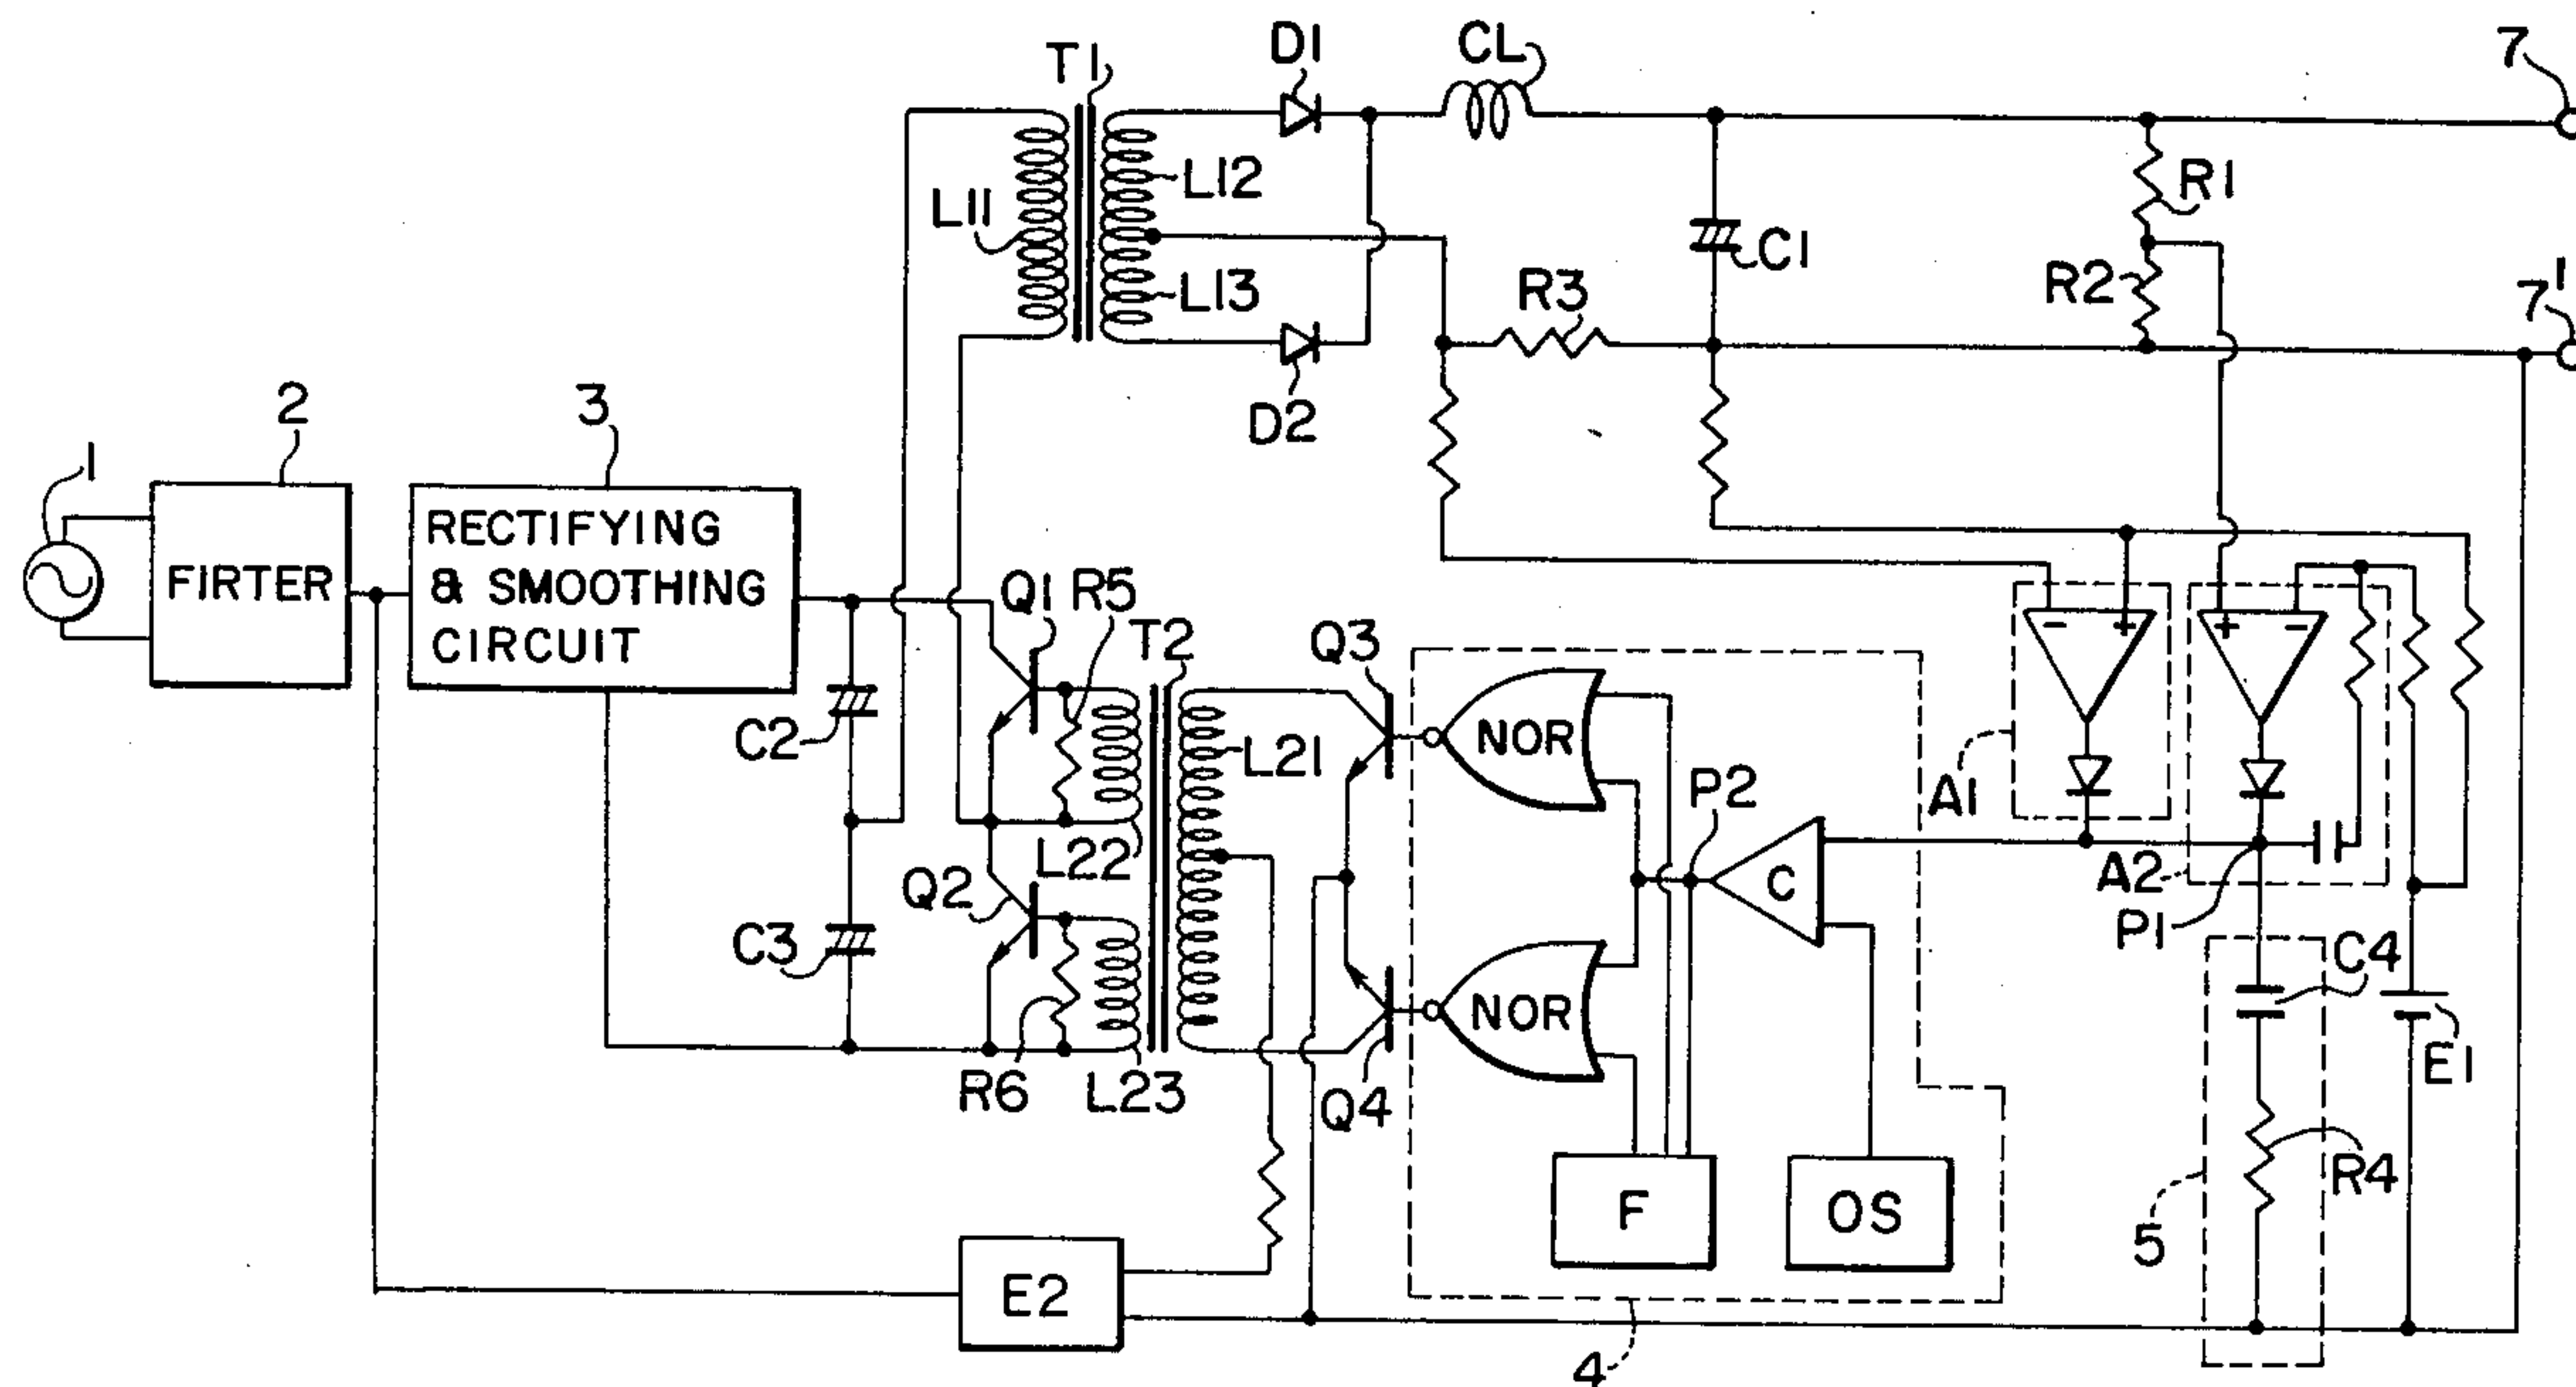 T1
D1
CL
7
L11
L12
L13
R1
C1
R3
R2
7'
D2
1
2
3
FIRTER
RECTIFYING
& SMOOTHING
CIRCUIT
Q1
R5
T2
Q3
C2
L21
NOR
P2
A1
+
-
+
-
L22
Q2
C
A2
P1
C3
C4
NOR
E1
R6
L23
Q4
F
OS
R4
5
E2
4